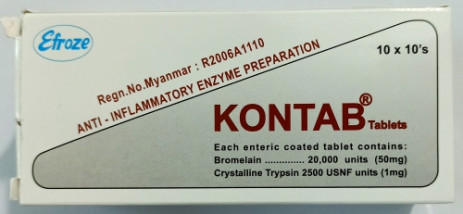 Efroze
Regn.No.Myanmar : R2006A1110
10 x 10's
ANTI - INFLAMMATORY ENZYME PREPARATION
KONTAB® Tablets
Each enteric coated tablet contains:
Bromelain .............. 20,000 units (50mg)
Crystalline Trypsin 2500 USNF units (1mg)